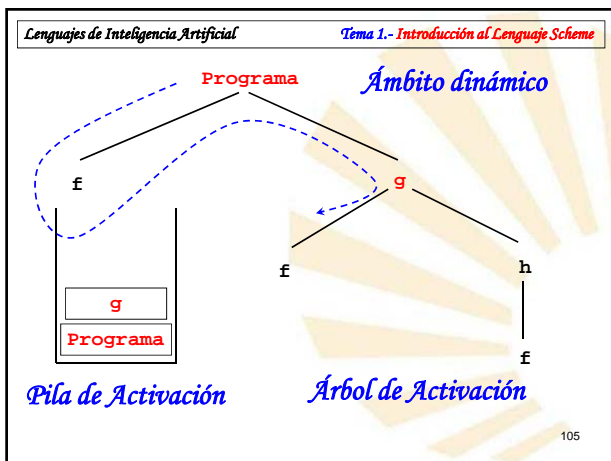 Lenguajes de Inteligencia Artificial Tema 1.- Introducción al Lenguaje Scheme
Programa Ámbito dinámico
f g
f h
g
Programa
f
Pila de Activación Árbol de Activación
105